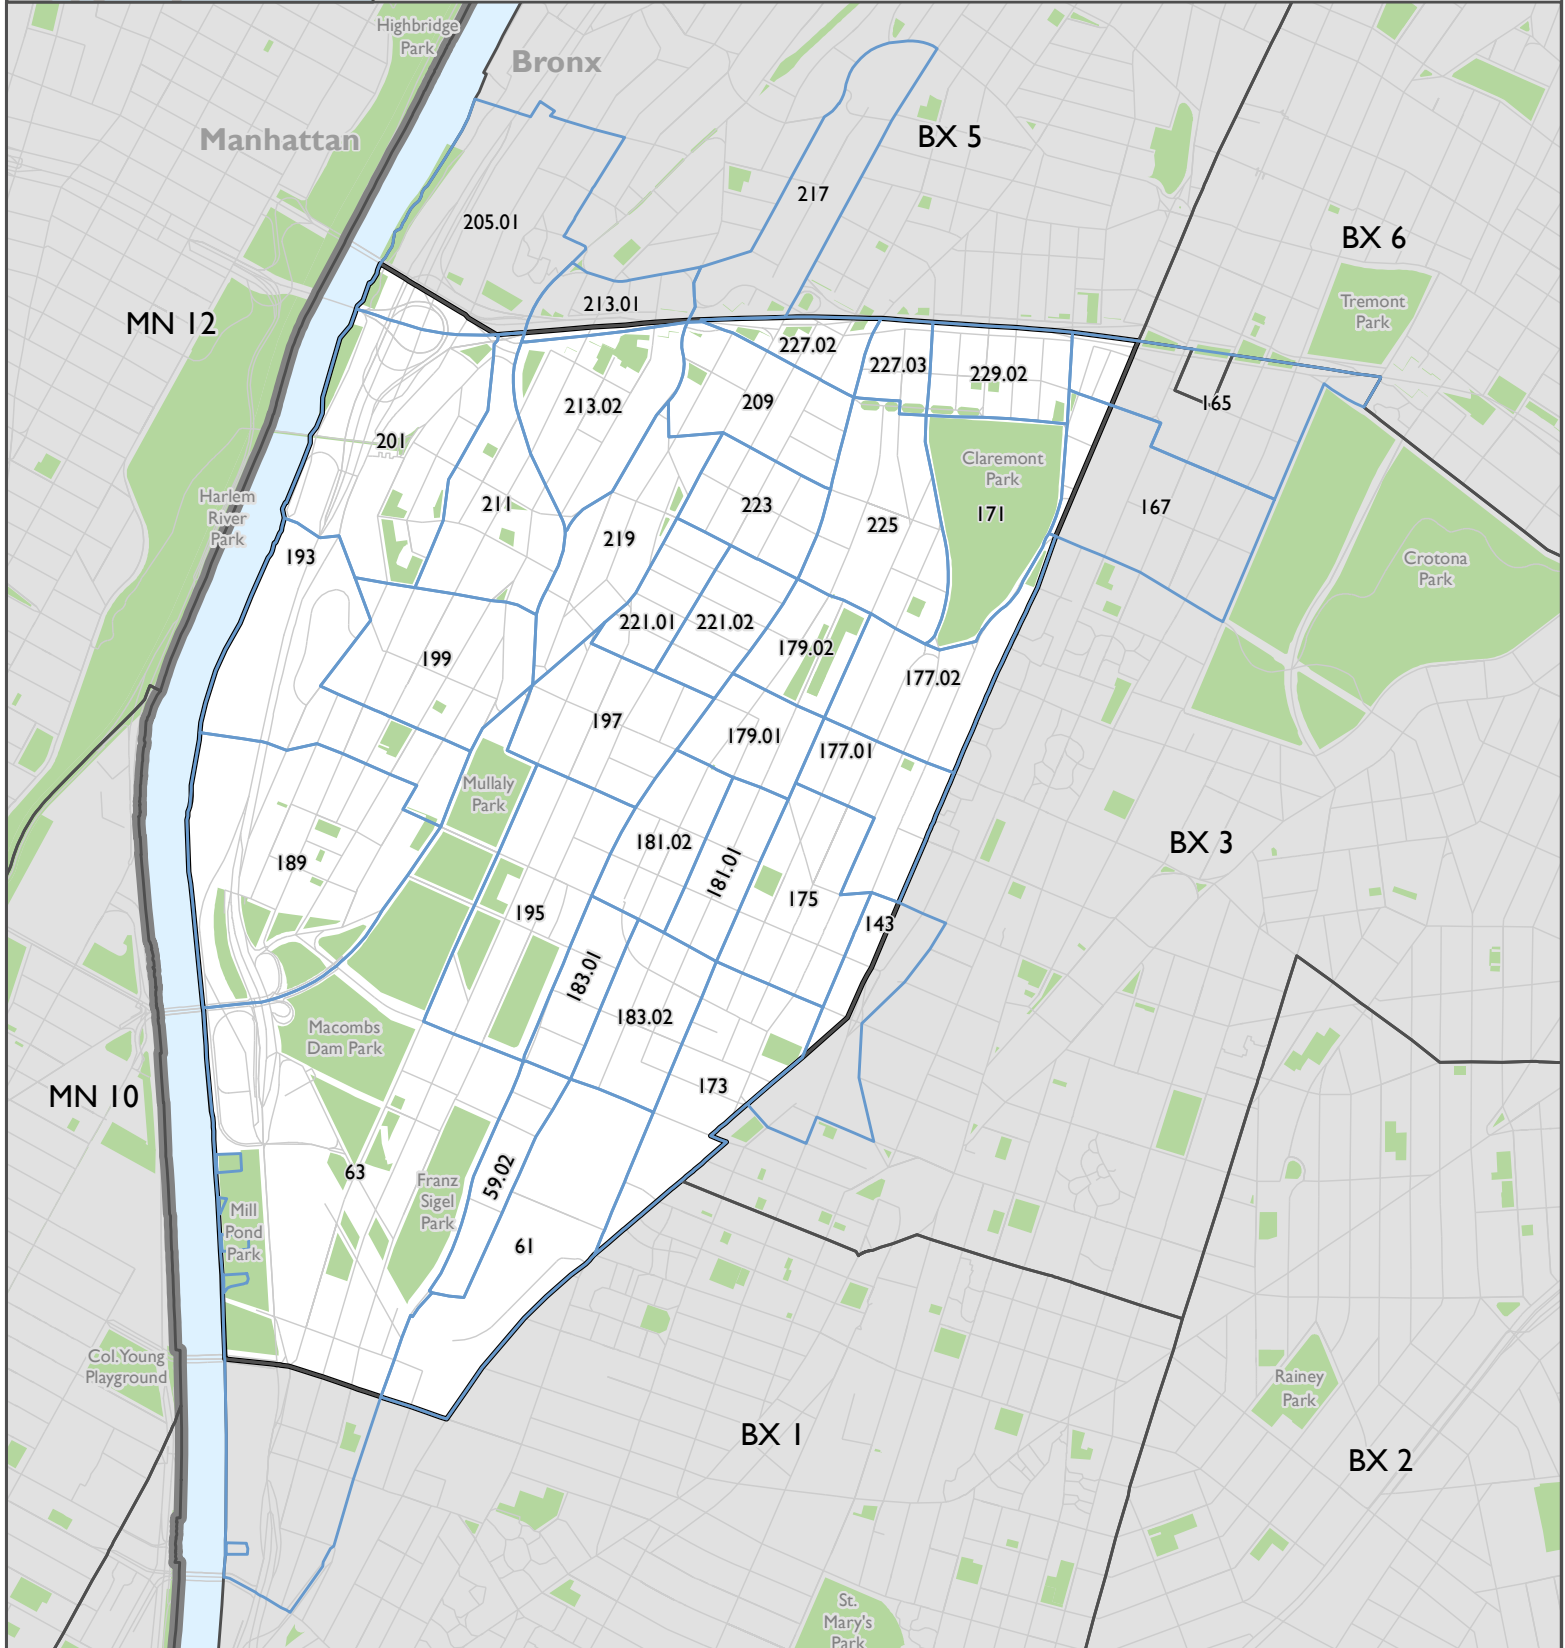 Highbridge
Park
Bronx
Manhattan
BX 5
217
205.01
BX 6
213.01
Tremont
Park
MN 12
227.02
227.03
229.02
209
213.02
165
201
Claremont
Park
171
Harlem
River
Park
211
223
225
167
219
193
Crotona
Park
221.01
221.02
179.02
199
177.02
197
179.01
177.01
Mullaly
Park
181.02
BX 3
189
181.01
175
195
143
183.01
183.02
Macombs
Dam Park
173
MN 10
63
59.02
Franz
Sigel
Park
Mill
Pond
Park
61
Col.Young
Playground
Rainey
Park
BX 1
BX 2
St.
Mary's
Park